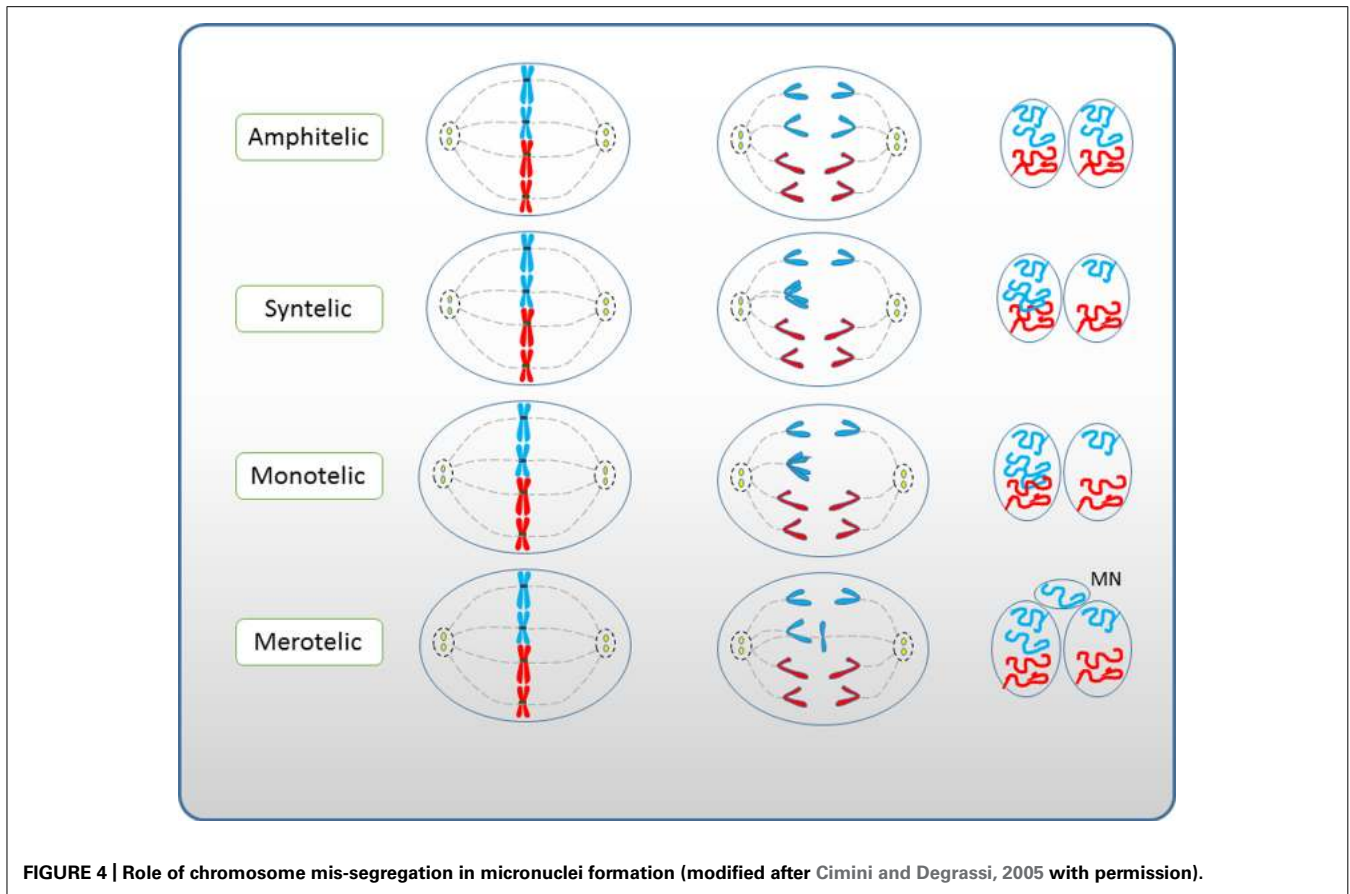 Amphitelic
Syntelic
Monotelic
Merotelic
MN
FIGURE 4 | Role of chromosome mis-segregation in micronuclei formation (modified after Cimini and Degrassi, 2005 with permission).